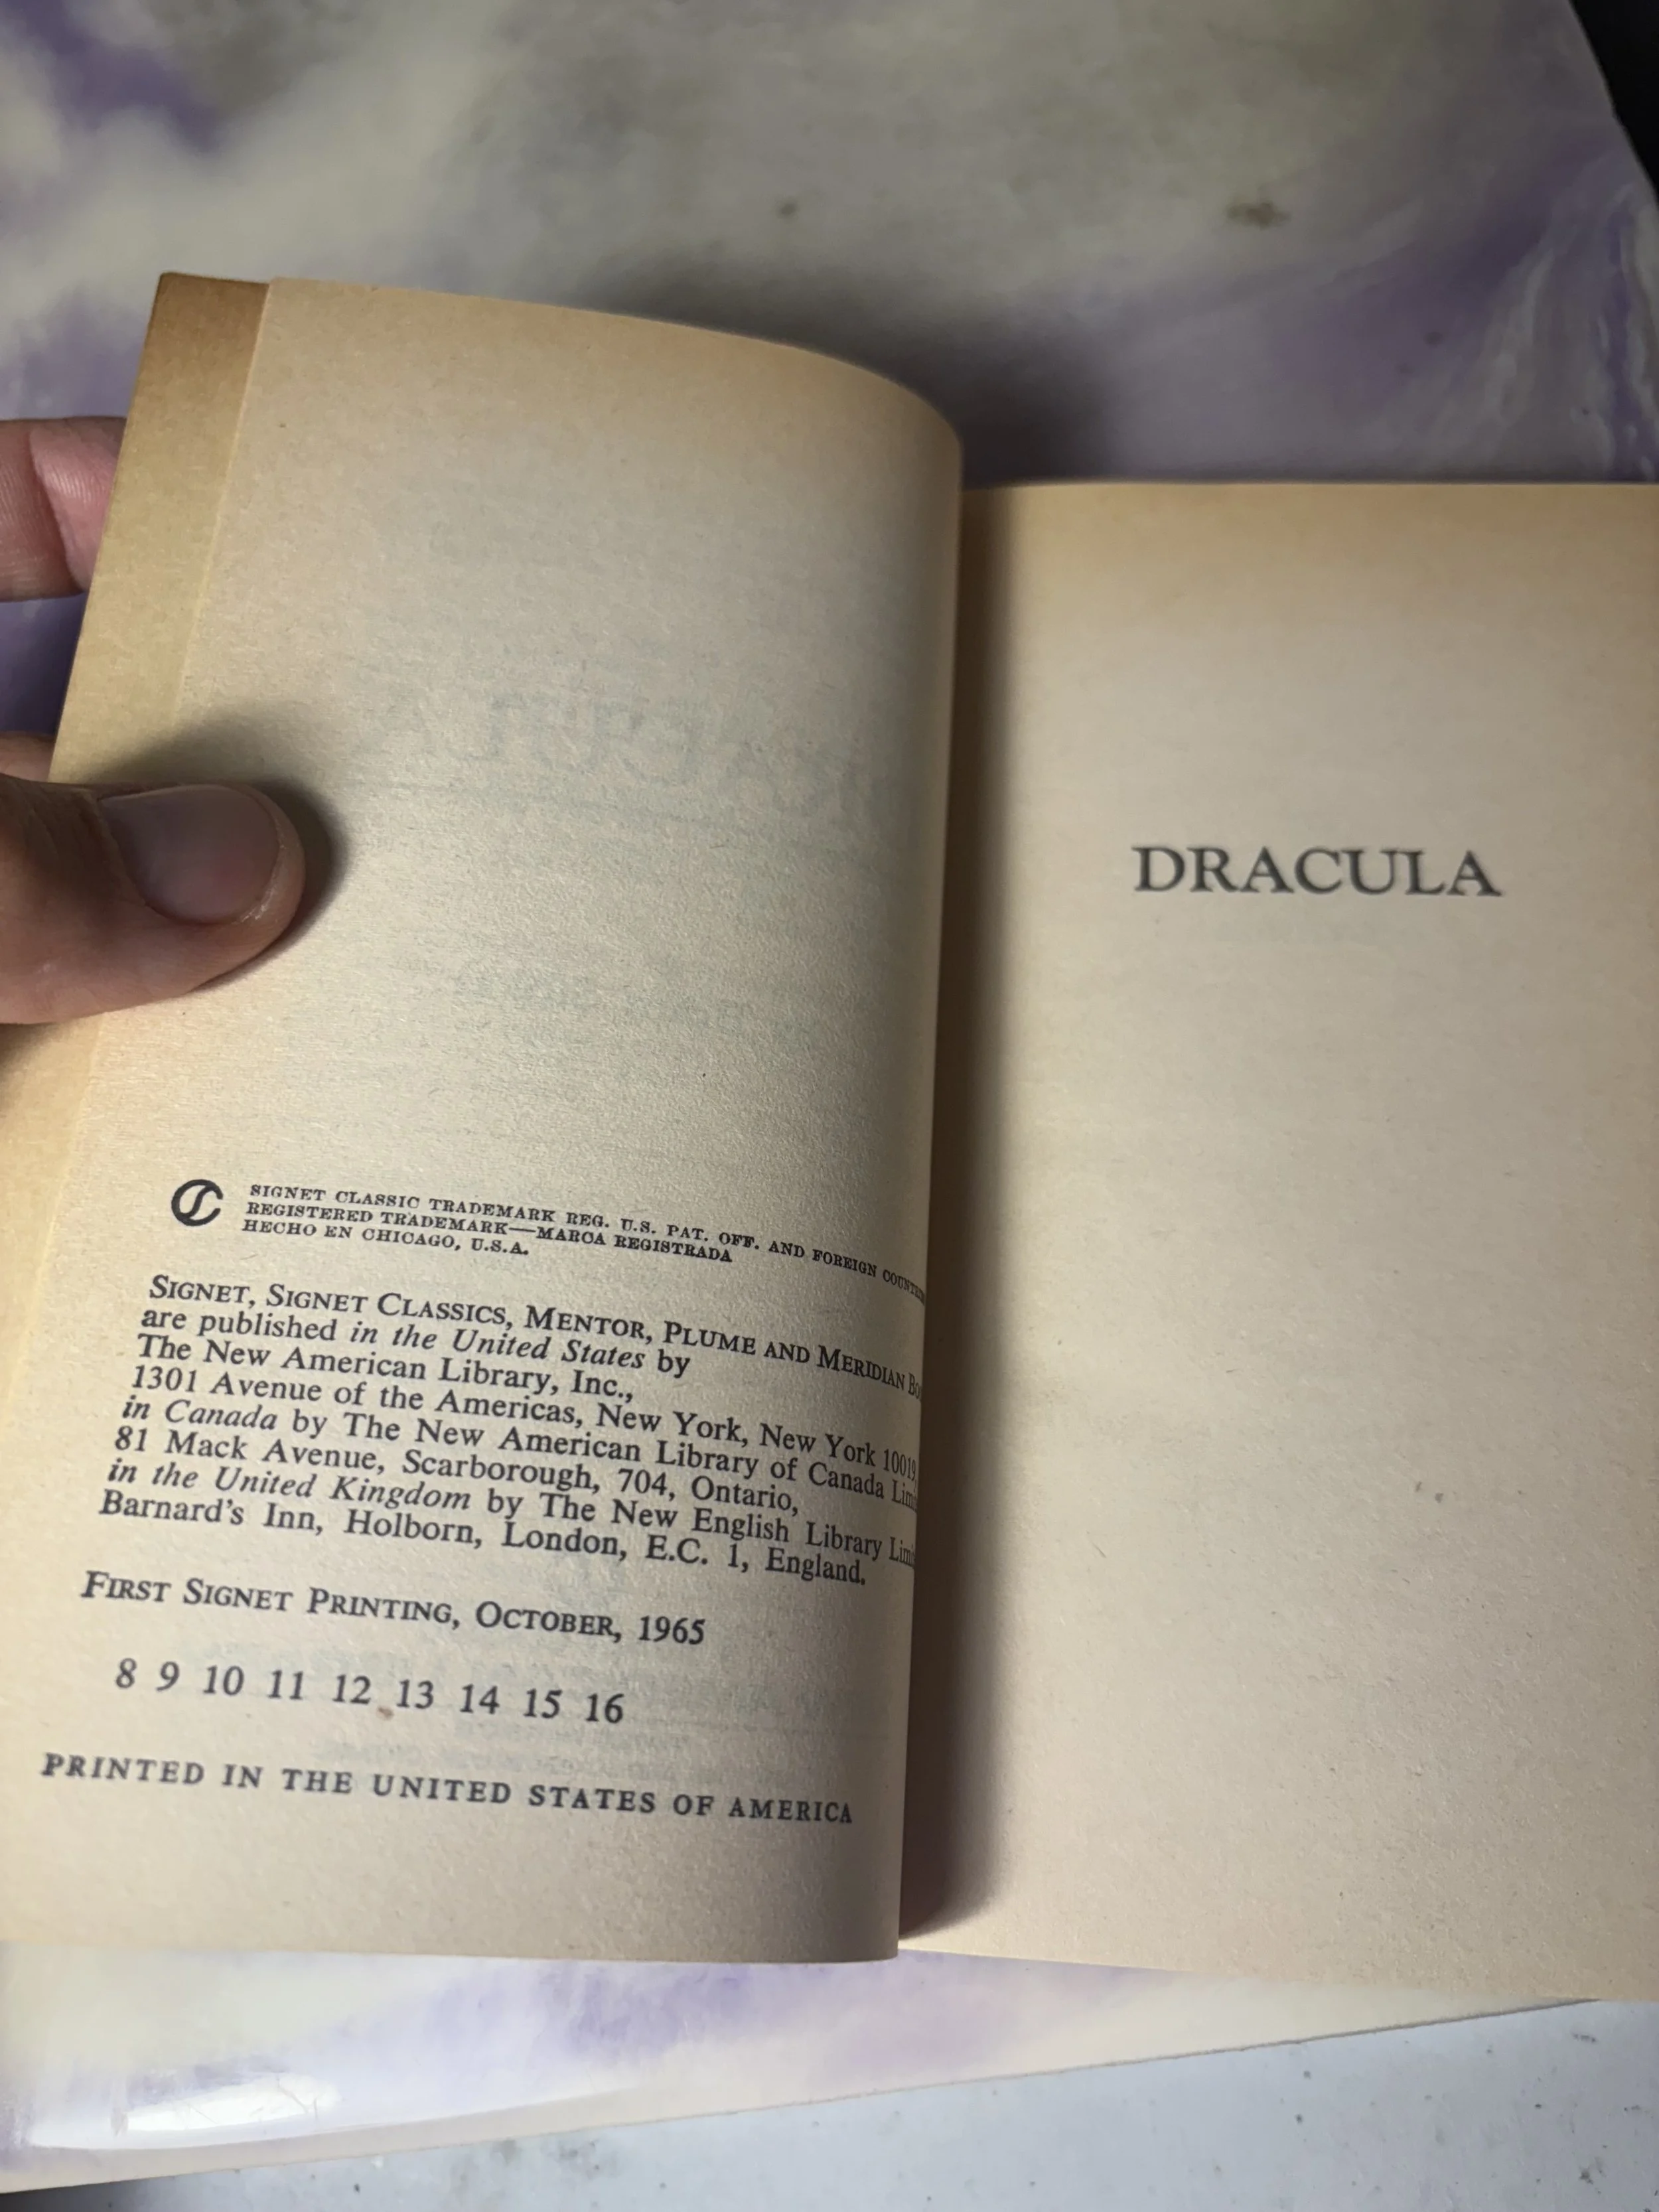 SIGNET CLASSIC TRADEMARK REG. U.S. PAT. OFF. AND FOREIGN
REGISTERED TRADEMARK—MARCA REGISTRADA
HECHO EN CHICAGO, U.S.A.
SIGNET, SIGNET CLASSICS, MENTOR, PLUME AND MERIDIAN
are published in the United States by
The New American Library, Inc.,
1301 Avenue of the Americas, New York, New York 10019,
in Canada by The New American Library of Canada
81 Mack Avenue, Scarborough, 704, Ontario,
in the United Kingdom by The New English Library
Barnard's Inn, Holborn, London, E.C. 1, England.
FIRST SIGNET PRINTING, OCTOBER, 1965
8 9 10 11 12 13 14 15 16
PRINTED IN THE UNITED STATES OF AMERICA
DRACULA